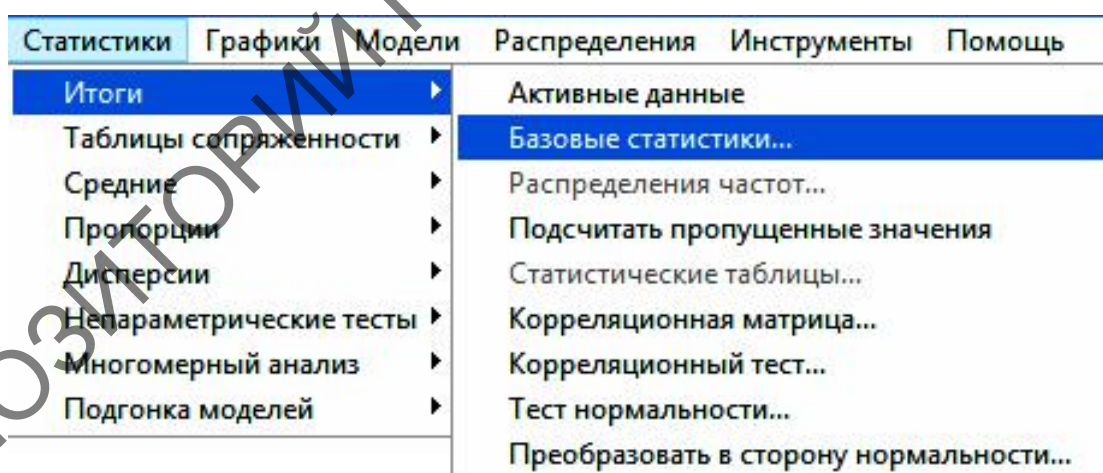 Статистики Графики Модели Распределения Инструменты Помощь
Итоги
Таблицы сопряженности
Средние
Пропорции
Дисперсии
Непараметрические тесты
Многомерный анализ
Подгонка моделей
Активные данные
Базовые статистики...
Распределения частот...
Подсчитать пропущенные значения
Статистические таблицы...
Корреляционная матрица...
Корреляционный тест...
Тест нормальности...
Преобразовать в сторону нормальности...